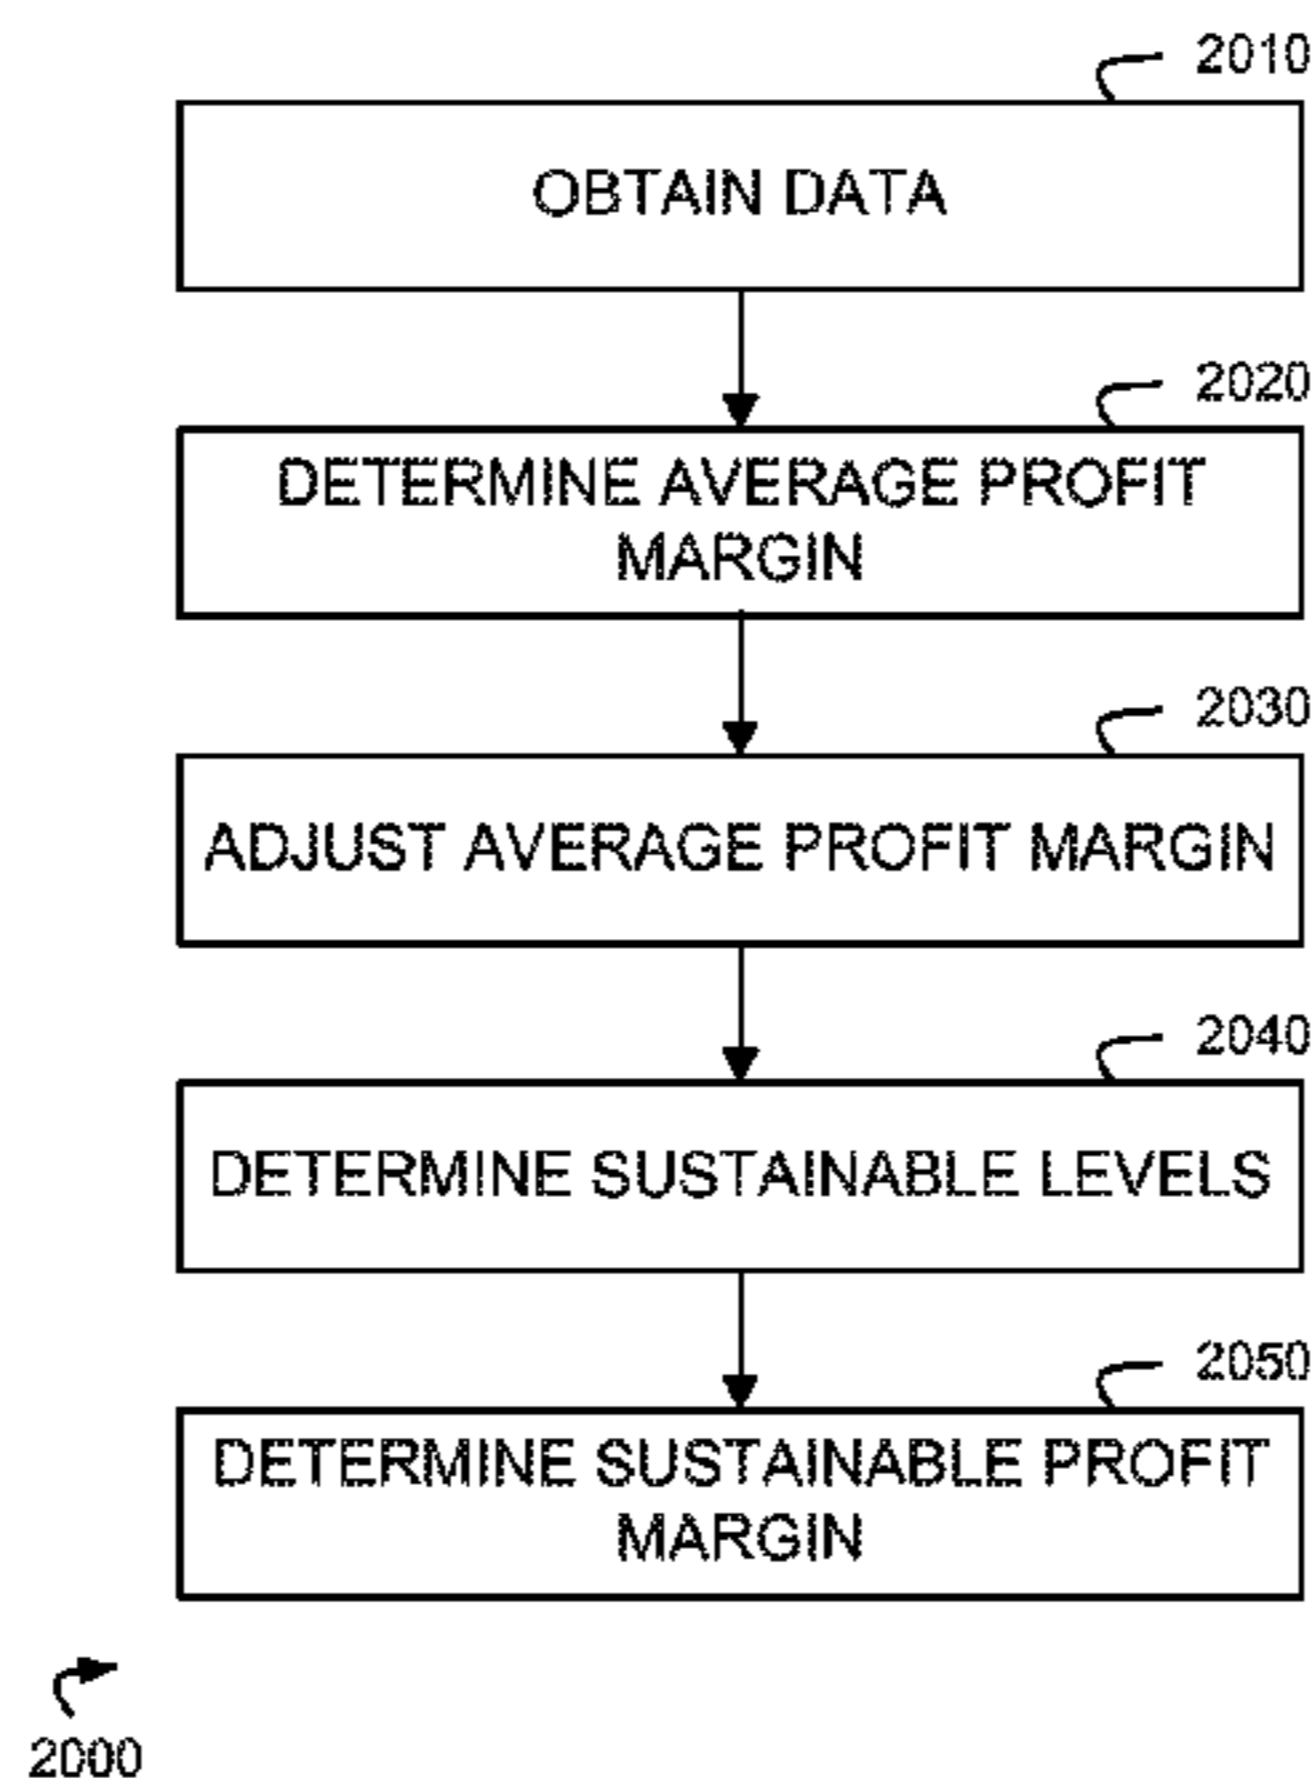 2010
OBTAIN DATA
2020
DETERMINE AVERAGE PROFIT
MARGIN
2030
ADJUST AVERAGE PROFIT MARGIN
2040
DETERMINE SUSTAINABLE LEVELS
2050
DETERMINE SUSTAINABLE PROFIT
MARGIN
2000